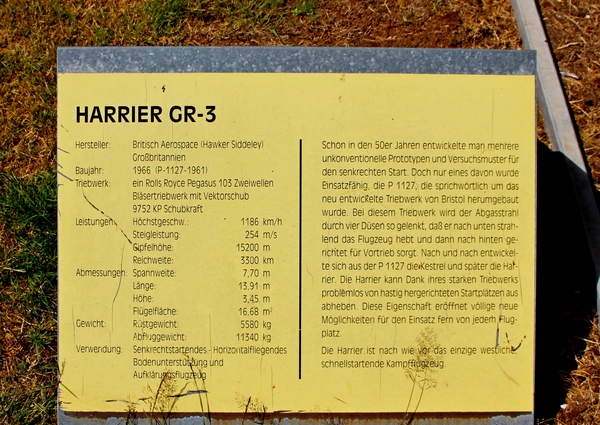 HARRIER GR-3
Hersteller: Britisch Aerospace (Hawker Siddeley)
Großbritannien
Baujahr: 1966 (P-1127-1961)
Triebwerk: ein Rolls Royce Pegasus 103 Zweiwellen
Bläsertriebwerk mit Vektorschub
9752 KP Schubkraft
Leistungen: Höchstgeschw.: 1186 km/h
Steigleistung: 254 m/s
Gipfelhöhe: 15200 m
Reichweite: 3300 km
Abmessungen: Spannweite: 7,70 m
Länge: 13,91 m
Höhe: 3,45 m
Flügelfläche: 16,68 m²
Gewicht: Rüstgewicht: 5580 kg
Abfluggewicht: 11340 kg
Verwendung: Senkrechtstartendes - Horizontalfliegendes
Bodenunterstützung und
Aufklärungsflugzeug
Schon in den 50er Jahren entwickelte man mehrere
unkonventionelle Prototypen und Versuchsmuster für
den senkrechten Start. Doch nur eines davon wurde
Einsatzfähig, die P 1127, die sprichwörtlich um das
neu entwickelte Triebwerk von Bristol herumgebaut
wurde. Bei diesem Triebwerk wird der Abgasstrahl
durch vier Düsen so gelenkt, daß er nach unten strah-
lend das Flugzeug hebt und dann nach hinten ge-
richtet für Vortrieb sorgt. Nach und nach entwickel-
te sich aus der P 1127 die Kestrel und später die Har-
rier. Die Harrier kann Dank ihres starken Triebwerks
problemlos von hastig hergerichteten Startplätzen aus
abheben. Diese Eigenschaft eröffnet völlige neue
Möglichkeiten für den Einsatz fern von jedem Flug-
platz.
Die Harrier ist nach wie vor das einzige westliche
schnellstartende Kampfflugzeug.